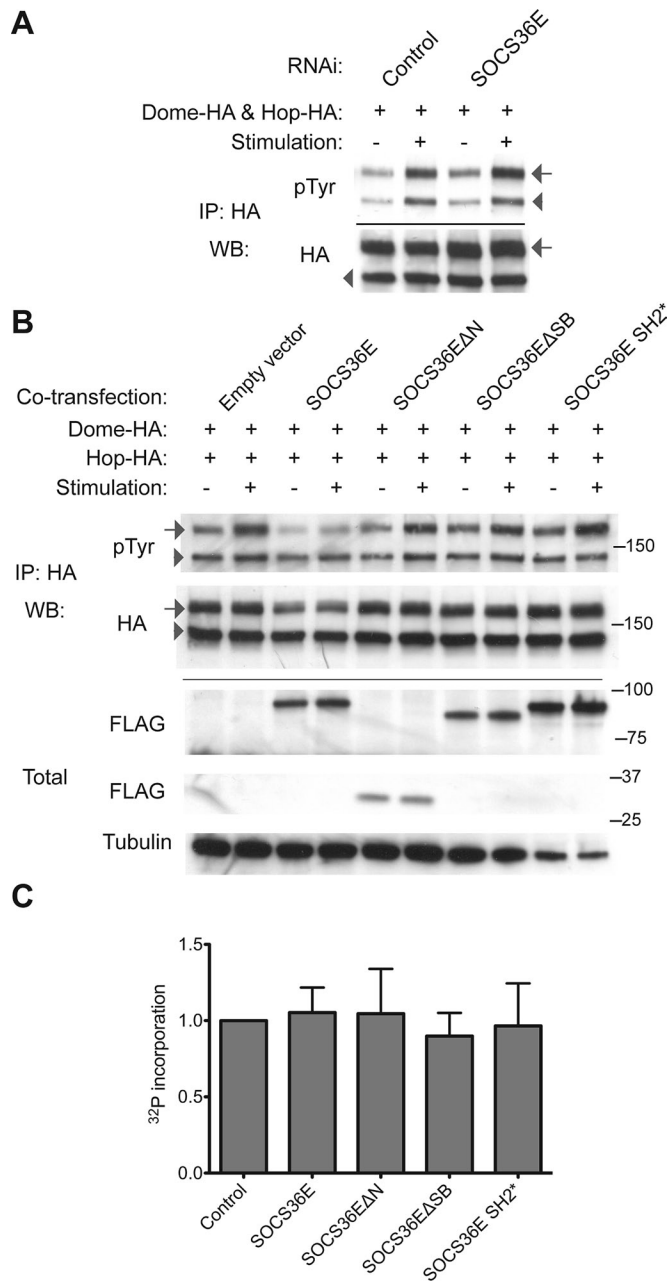 A
RNAi: Control SOCS36E
Dome-HA & Hop-HA: + + + +
Stimulation: - + - +
pTyr
IP: HA
WB: HA
B
Co-transfection: Empty vector SOCS36E SOCS36EΔN SOCS36EΔSB SOCS36E SH2*
Dome-HA: + + + + + + + + + +
Hop-HA: + + + + + + + + + +
Stimulation: - + - + - + - + - +
pTyr –150
IP: HA
WB: HA –150
–100
FLAG
–75
Total
–37
FLAG
–25
Tubulin
C
32P incorporation
1.5
1.0
0.5
0.0
Control SOCS36E SOCS36EΔN SOCS36EΔSB SOCS36E SH2*